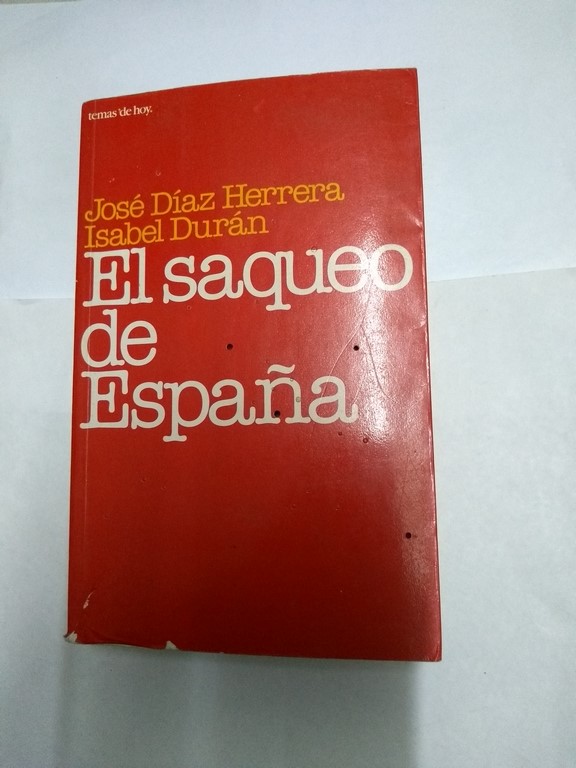 temas'de hoy.
José Díaz Herrera
Isabel Durán
El saqueo
de
España